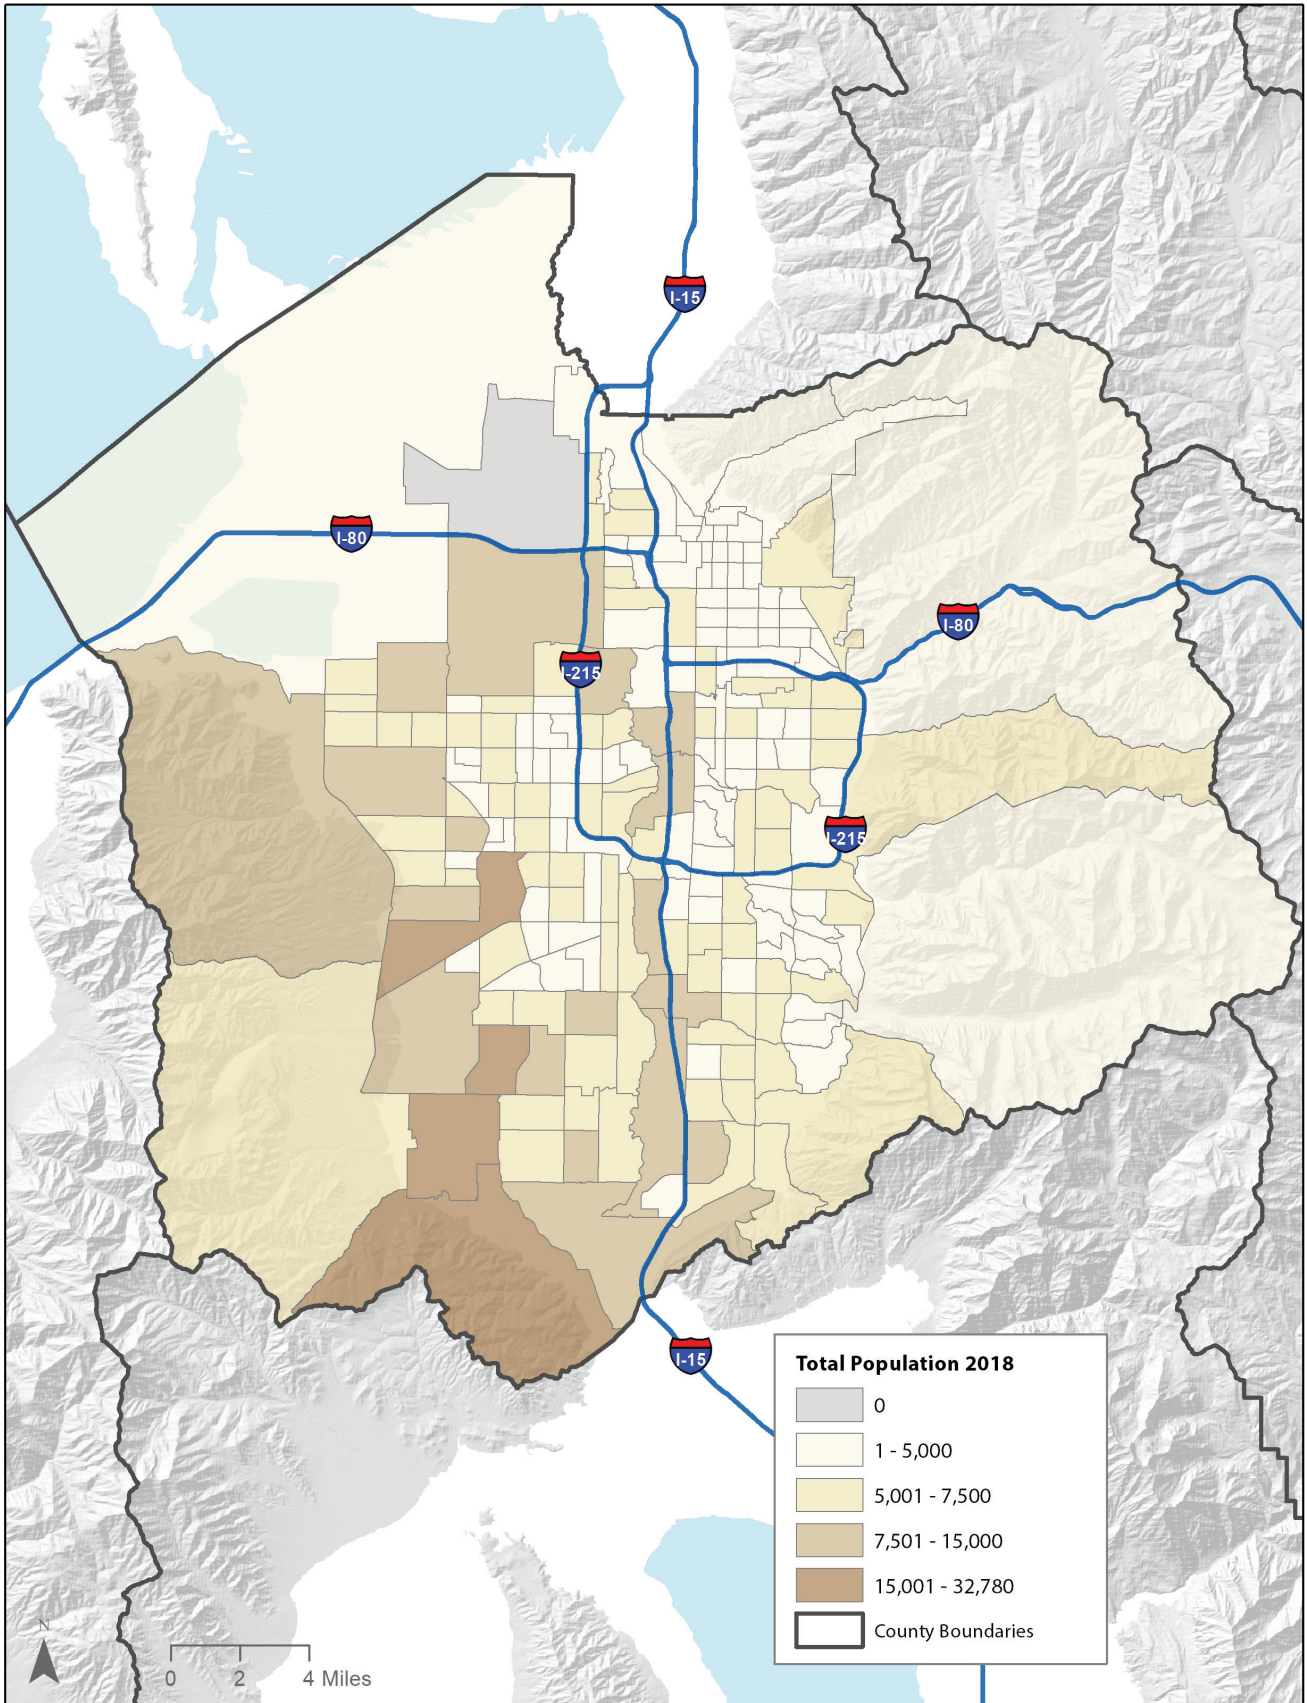 I-15
I-80
I-80
I-215
I-215
I-15
Total Population 2018
0
1 - 5,000
5,001 - 7,500
7,501 - 15,000
15,001 - 32,780
County Boundaries
N
0 2 4 Miles